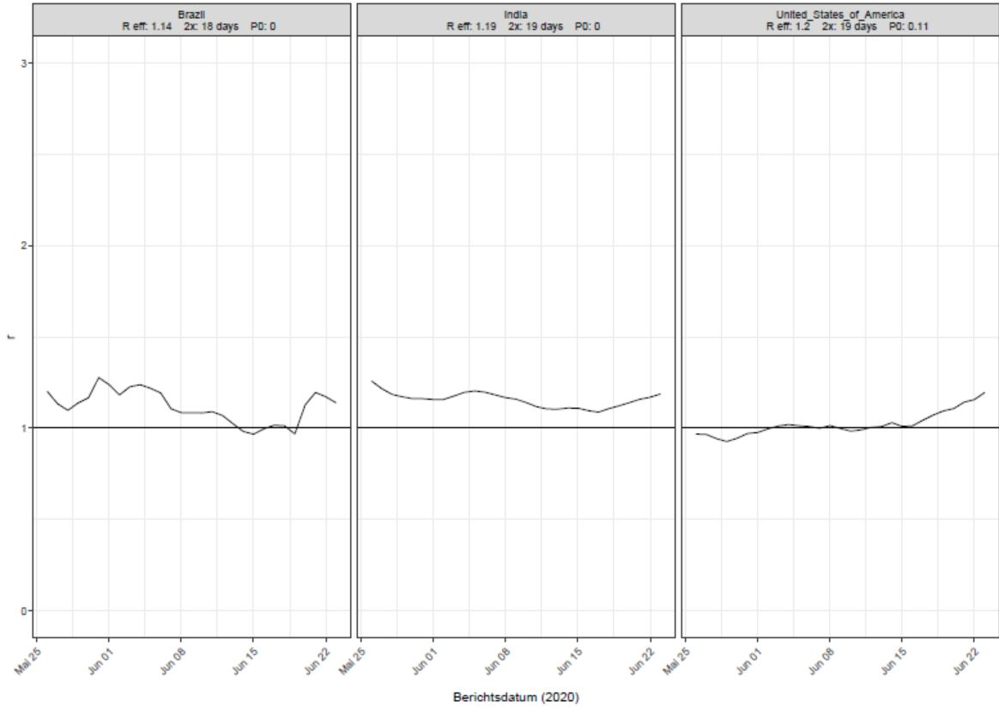 Brazil
R eff: 1.14 2x: 18 days P0: 0
India
R eff: 1.19 2x: 19 days P0: 0
United_States_of_America
R eff: 1.2 2x: 19 days P0: 0.11
3
2
r
1
0
Mai 25
Jun 01
Jun 08
Jun 15
Jun 22
Mai 25
Jun 01
Jun 08
Jun 15
Jun 22
Mai 25
Jun 01
Jun 08
Jun 15
Jun 22
Berichtsdatum (2020)